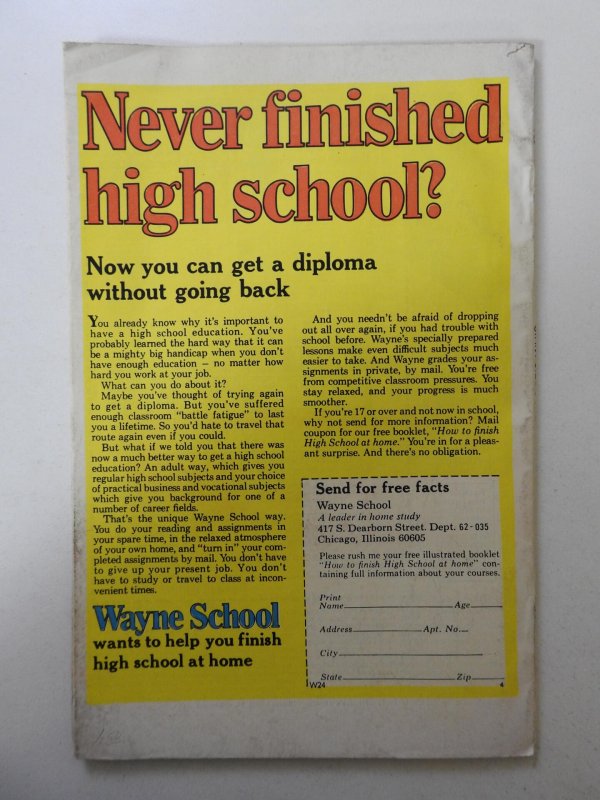 Never finished
high school?
Now you can get a diploma
without going back
You already know why it's important to
have a high school education. You've
probably learned the hard way that it can
be a mighty big handicap when you don't
have enough education – no matter how
hard you work at your job.
What can you do about it?
Maybe you've thought of trying again
to get a diploma. But you've suffered
enough classroom "battle fatigue" to last
you a lifetime. So you'd hate to travel that
route again even if you could.
But what if we told you that there was
now a much better way to get a high school
education? An adult way, which gives you
regular high school subjects and your choice
of practical business and vocational subjects
which give you background for one of a
number of career fields.
That's the unique Wayne School way.
You do your reading and assignments in
your spare time, in the relaxed atmosphere
of your own home, and "turn in" your com-
pleted assignments by mail. You don't have
to give up your present job. You don't
have to study or travel to class at incon-
venient times.
Wayne School
wants to help you finish
high school at home
And you needn't be afraid of dropping
out all over again, if you had trouble with
school before. Wayne's specially prepared
lessons make even difficult subjects much
easier to take. And Wayne grades your as-
signments in private, by mail. You're free
from competitive classroom pressures. You
stay relaxed, and your progress is much
smoother.
If you're 17 or over and not now in school,
why not send for more information? Mail
coupon for our free booklet, "How to finish
High School at home." You're in for a pleas-
ant surprise. And there's no obligation.
Send for free facts
Wayne School
A leader in home study
417 S. Dearborn Street. Dept. 62-035
Chicago, Illinois 60605
Please rush me your free illustrated booklet
"How to finish High School at home" con-
taining full information about your courses.
Print
Name Age
Address Apt. No.
City
State Zip
W24 4